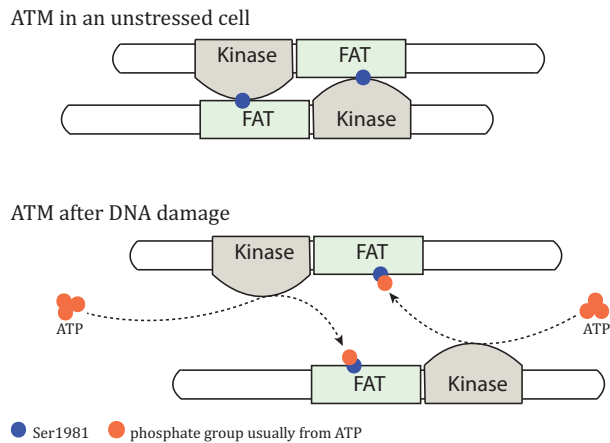 ATM in an unstressed cell
Kinase FAT
FAT Kinase
ATM after DNA damage
Kinase FAT
ATP ATP
FAT Kinase
Ser1981 phosphate group usually from ATP